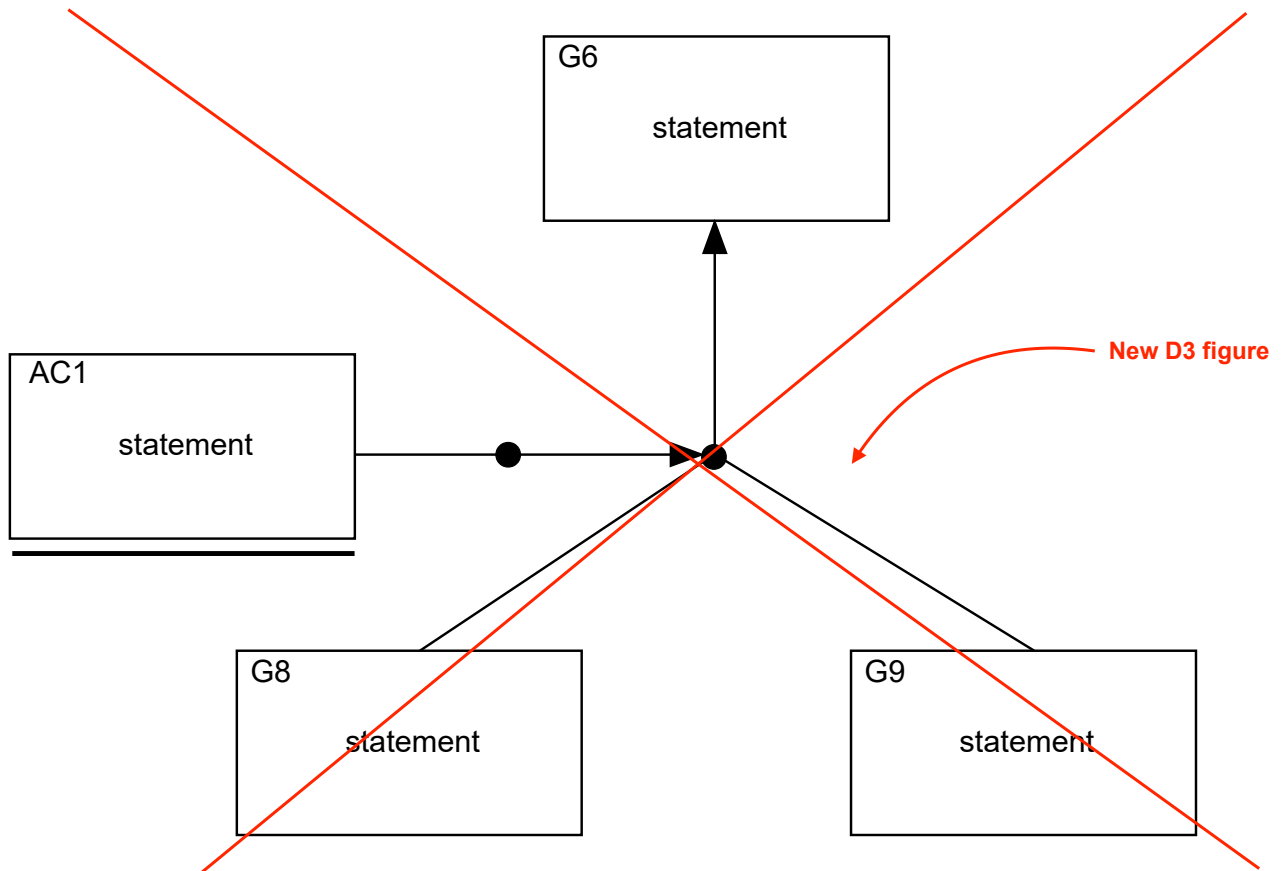 G6
statement
New D3 figure
AC1
statement
G8
statement
G9
statement